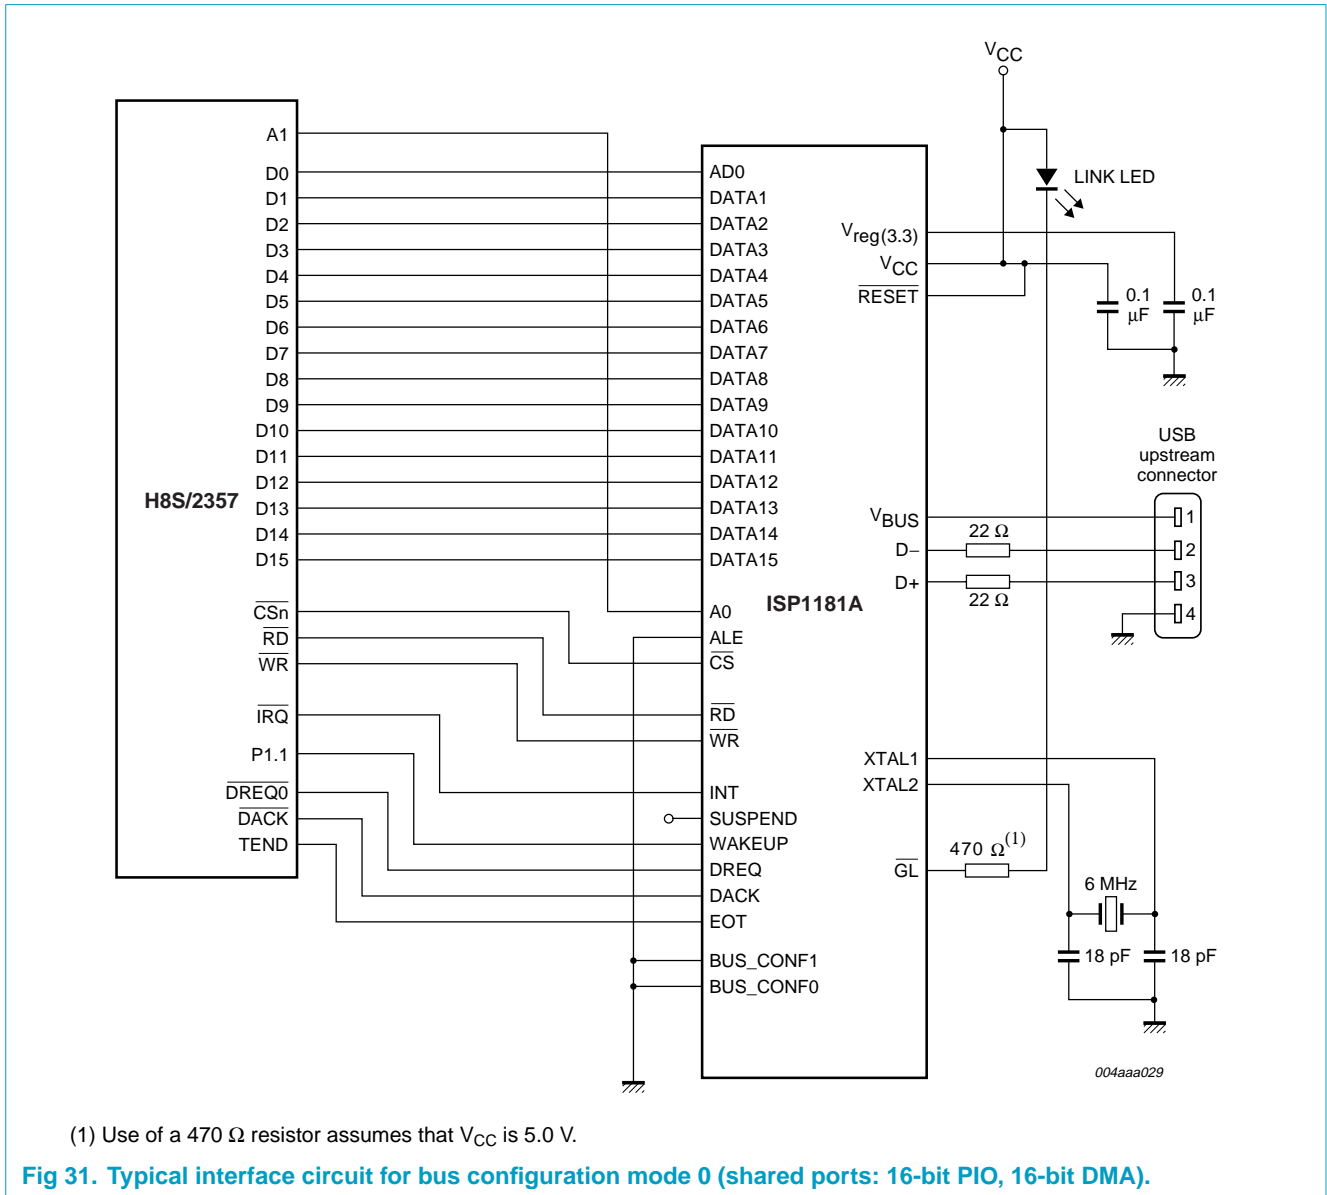 VCC
LINK LED
H8S/2357
A1
D0
D1
D2
D3
D4
D5
D6
D7
D8
D9
D10
D11
D12
D13
D14
D15
CSn
RD
WR
IRQ
P1.1
DREQ0
DACK
TEND
ISP1181A
AD0
DATA1
DATA2
DATA3
DATA4
DATA5
DATA6
DATA7
DATA8
DATA9
DATA10
DATA11
DATA12
DATA13
DATA14
DATA15
A0
ALE
CS
RD
WR
INT
SUSPEND
WAKEUP
DREQ
DACK
EOT
BUS_CONF1
BUS_CONF0
Vreg(3.3)
VCC
RESET
0.1
μF
0.1
μF
USB
upstream
connector
VBUS
D−
D+
22 Ω
22 Ω
1
2
3
4
XTAL1
XTAL2
GL
470 Ω(1)
6 MHz
18 pF
18 pF
004aaa029
(1) Use of a 470 Ω resistor assumes that VCC is 5.0 V.
Fig 31. Typical interface circuit for bus configuration mode 0 (shared ports: 16-bit PIO, 16-bit DMA).